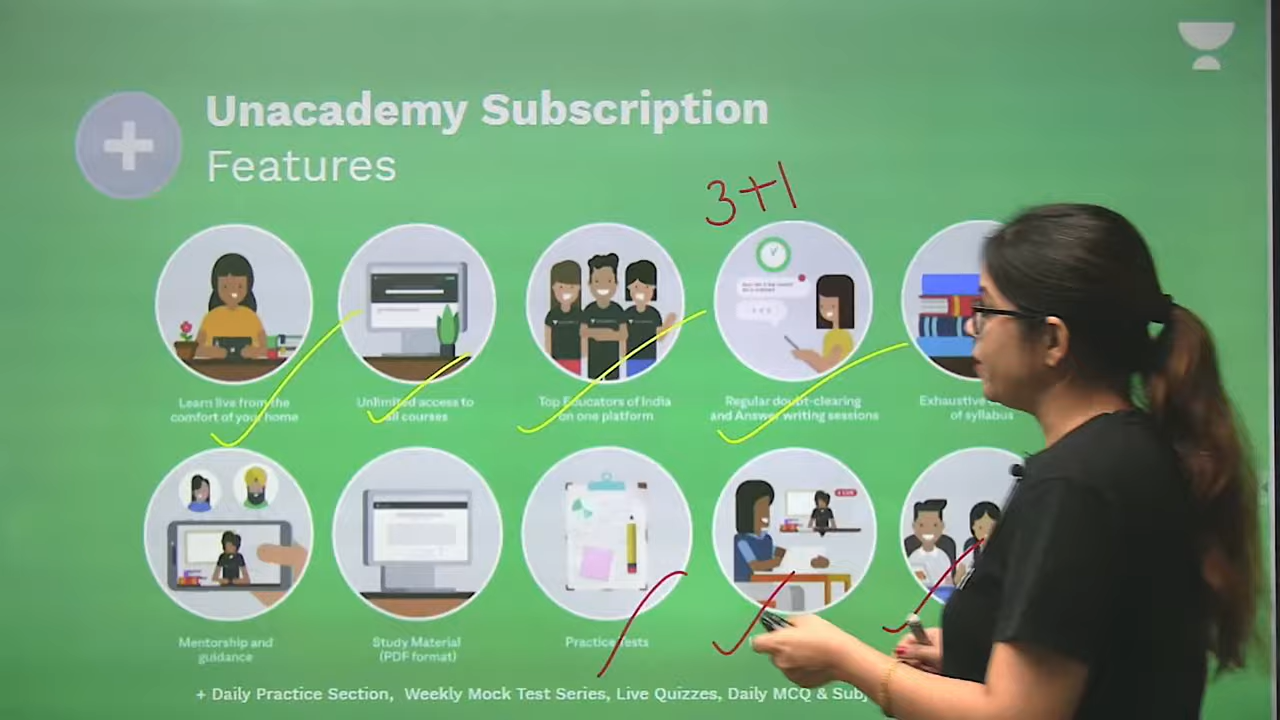 Unacademy Subscription
Features
3+1
Learn live from the
comfort of your home
Unlimited access to
all courses
Top Educators of India
on one platform
Regular doubt-clearing
and Answer writing sessions
Exhaustive
of syllabus
Mentorship and
guidance
Study Material
(PDF format)
Practice Tests
+ Daily Practice Section, Weekly Mock Test Series, Live Quizzes, Daily MCQ &